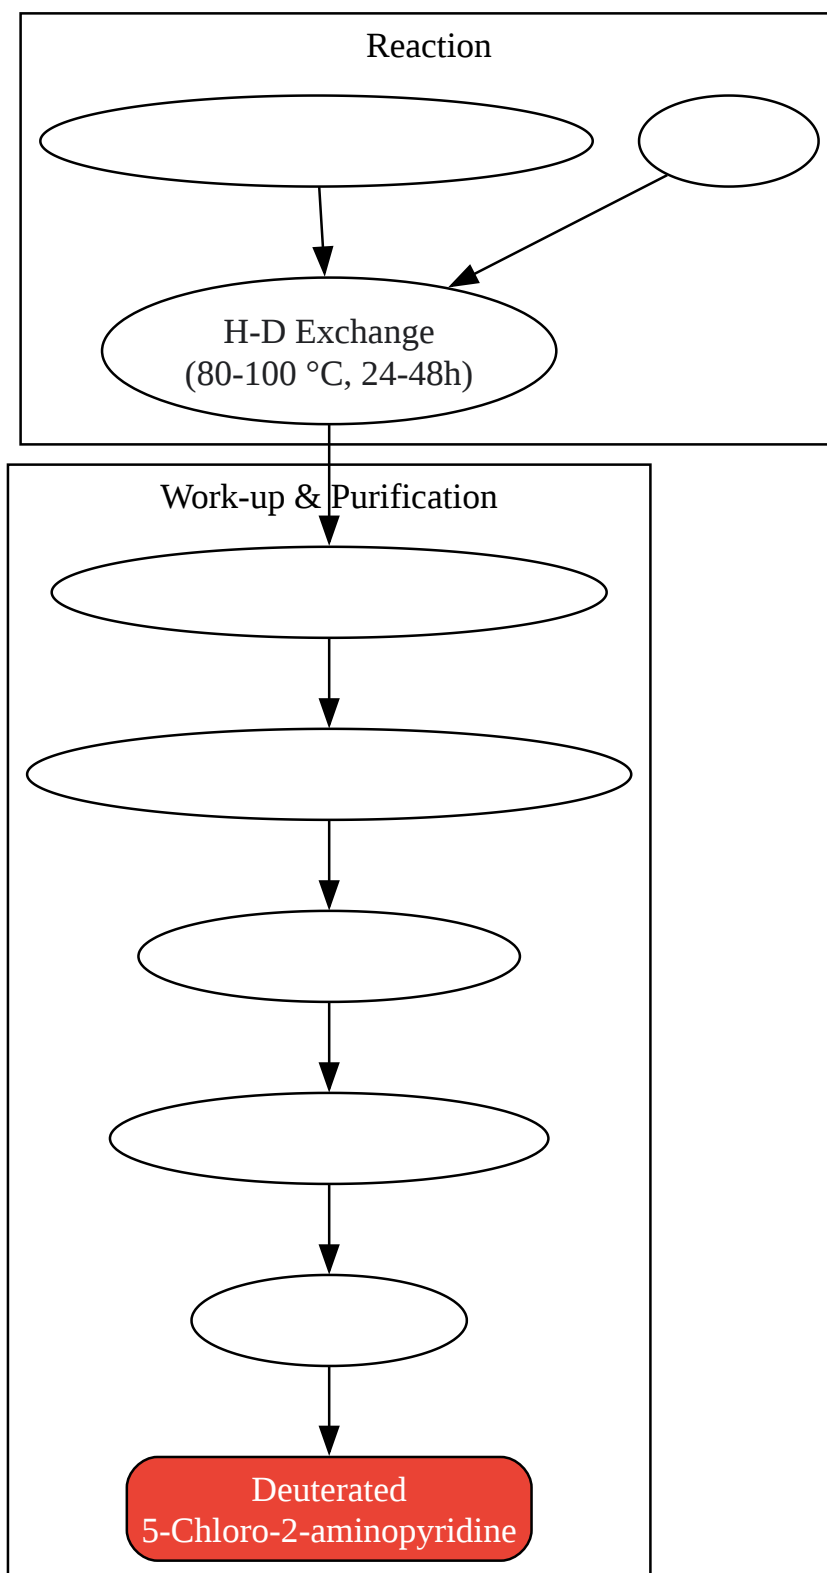 Reaction
H-D Exchange
(80-100 °C, 24-48h)
Work-up & Purification
Deuterated
5-Chloro-2-aminopyridine